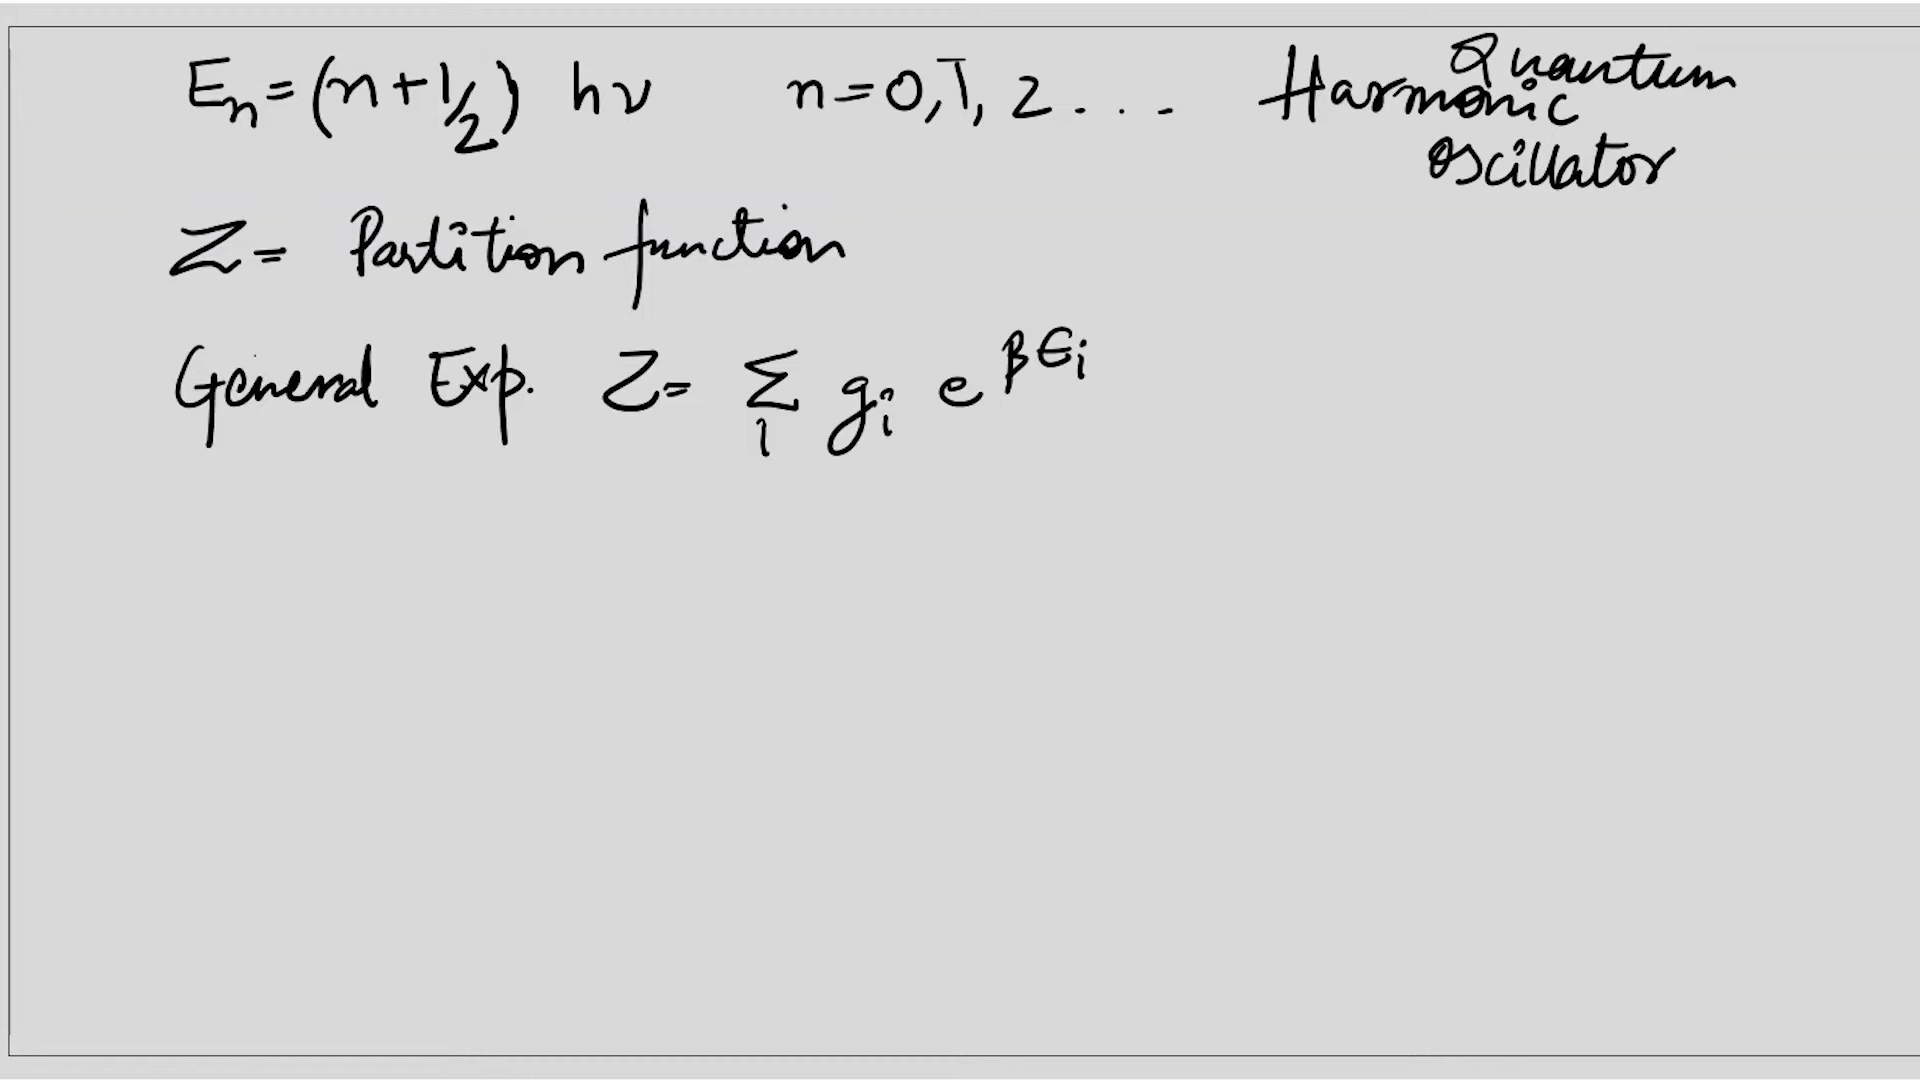 Eₙ = (n + 1/2) hν n = 0, 1, 2 . . . . Quantum Harmonic Oscillator
Z = Partition function
General Exp. Z = Σᵢ gᵢ e^{βϵᵢ}